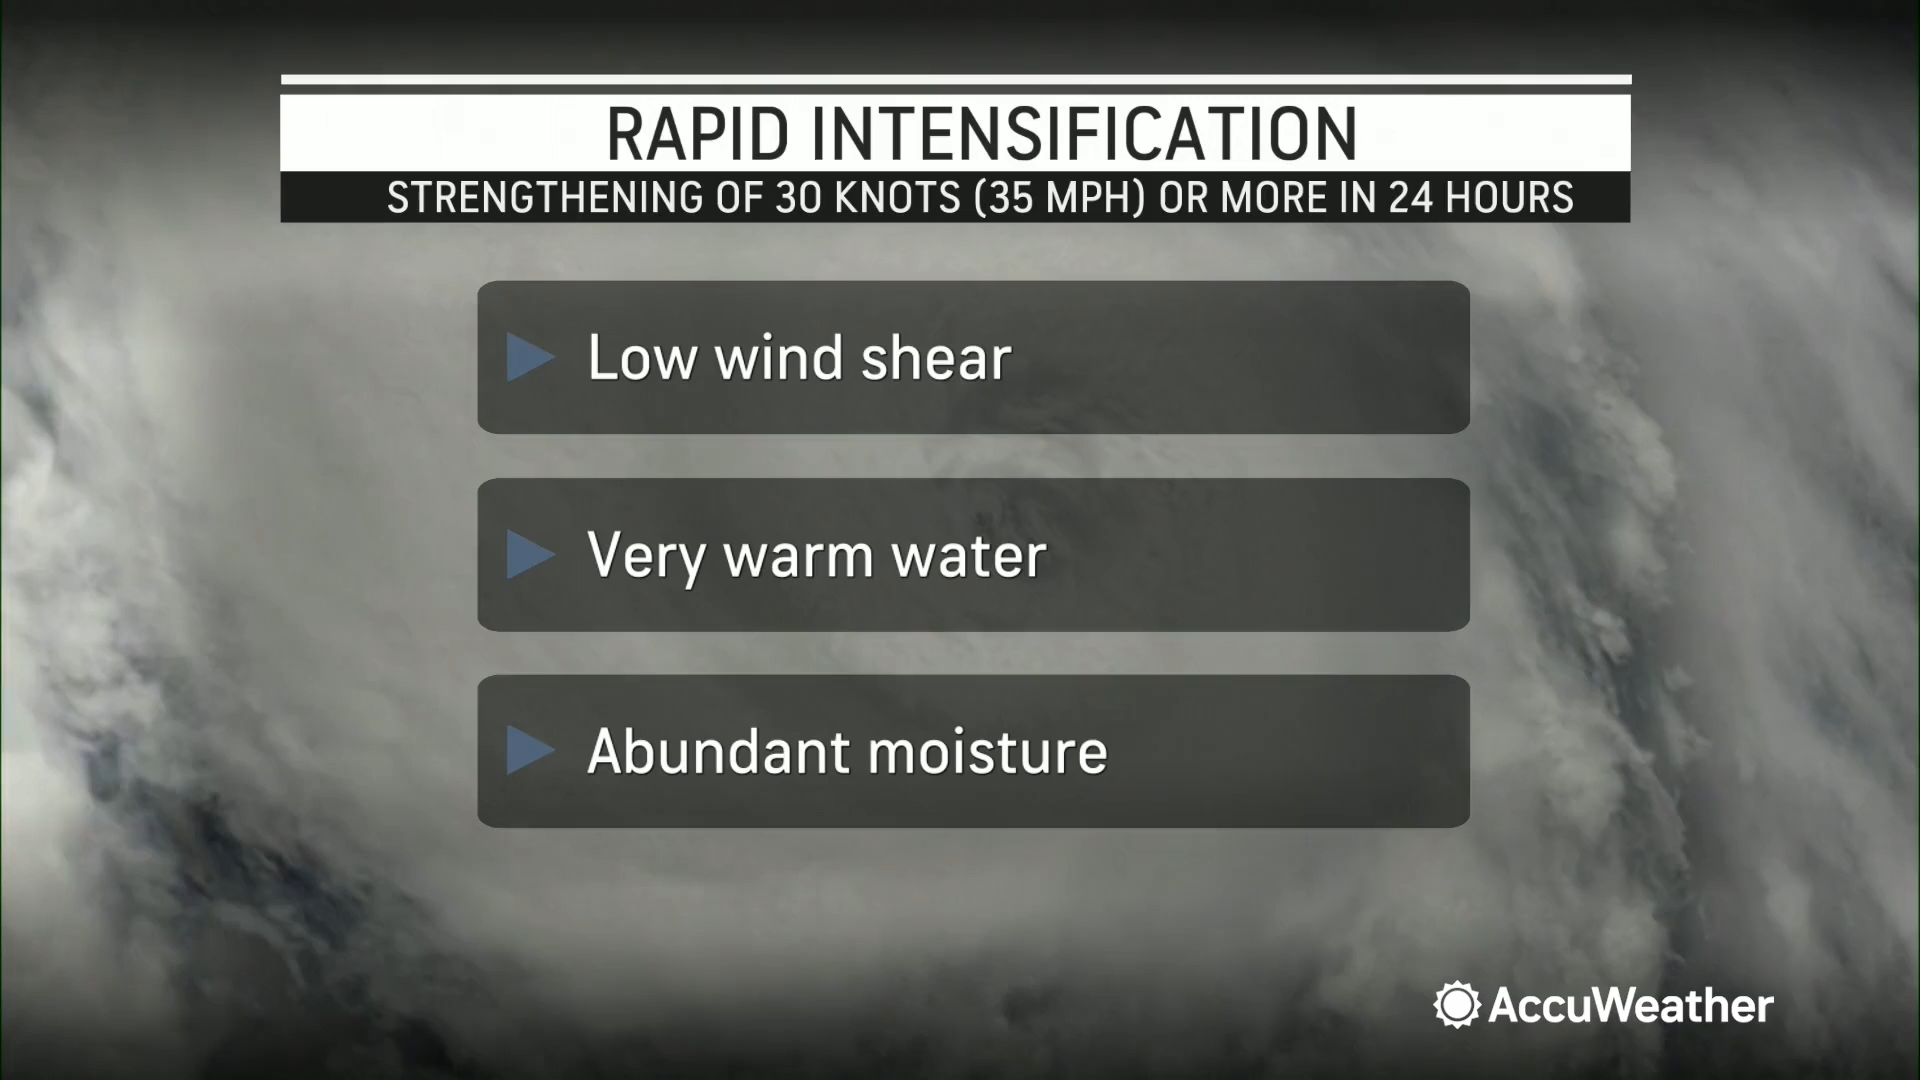 RAPID INTENSIFICATION
STRENGTHENING OF 30 KNOTS (35 MPH) OR MORE IN 24 HOURS
Low wind shear
Very warm water
Abundant moisture
AccuWeather